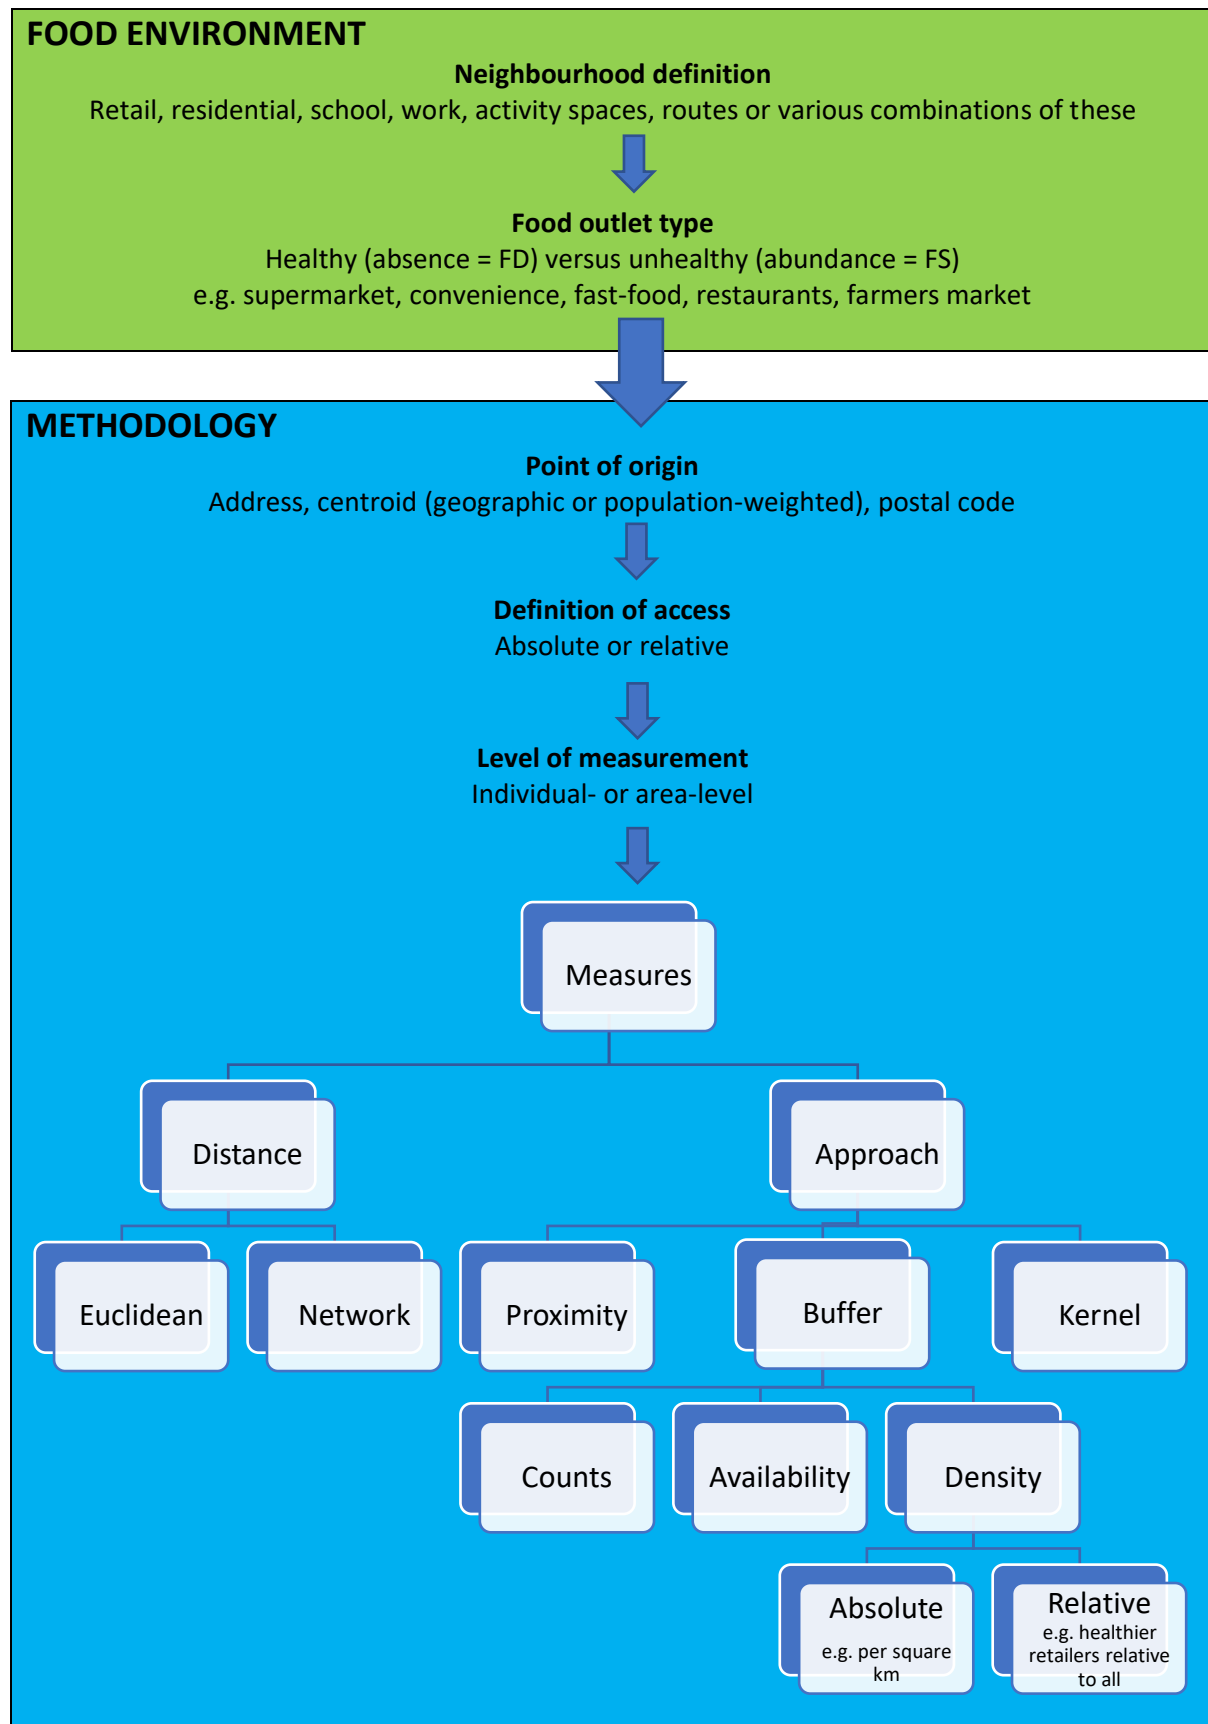 FOOD ENVIRONMENT
Neighbourhood definition
Retail, residential, school, work, activity spaces, routes or various combinations of these
Food outlet type
Healthy (absence = FD) versus unhealthy (abundance = FS)
e.g. supermarket, convenience, fast-food, restaurants, farmers market
METHODOLOGY
Point of origin
Address, centroid (geographic or population-weighted), postal code
Definition of access
Absolute or relative
Level of measurement
Individual- or area-level
Measures
Distance
Approach
Euclidean
Network
Proximity
Buffer
Kernel
Counts
Availability
Density
Absolute
e.g. per square
km
Relative
e.g. healthier
retailers relative
to all